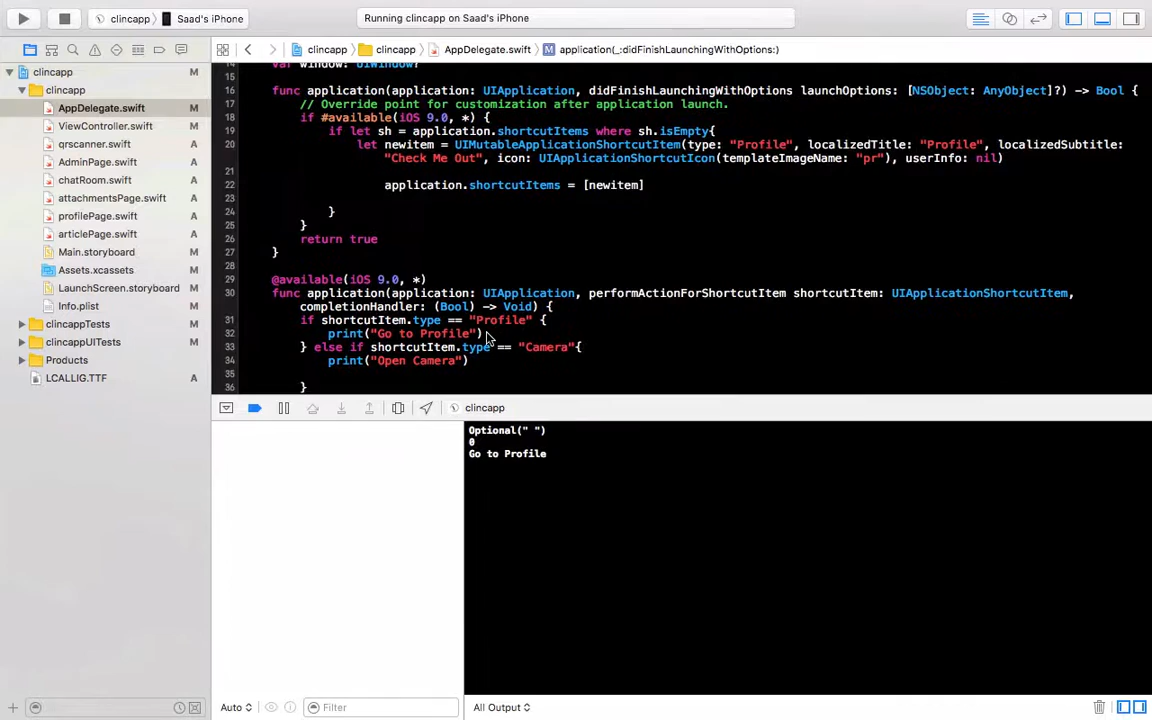 clincapp 〉 Saad's iPhone
Running clincapp on Saad's iPhone
clincapp 〉 clincapp 〉 AppDelegate.swift 〉 M application(_:didFinishLaunchingWithOptions:)
clincapp M
clincapp
AppDelegate.swift M
ViewController.swift M
qrscanner.swift A
AdminPage.swift A
chatRoom.swift A
attachmentsPage.swift A
profilePage.swift A
articlePage.swift A
Main.storyboard M
Assets.xcassets M
LaunchScreen.storyboard M
Info.plist M
clincappTests M
clincappUITests M
Products
LCALLIG.TTF A
14 var window: UIWindow?
15
16 func application(application: UIApplication, didFinishLaunchingWithOptions launchOptions: [NSObject: AnyObject]?) -> Bool {
17 // Override point for customization after application launch.
18 if #available(iOS 9.0, *) {
19 if let sh = application.shortcutItems where sh.isEmpty{
20 let newitem = UIMutableApplicationShortcutItem(type: "Profile", localizedTitle: "Profile", localizedSubtitle:
"Check Me Out", icon: UIApplicationShortcutIcon(templateImageName: "pr"), userInfo: nil)
21
22 application.shortcutItems = [newitem]
23
24 }
25 }
26 return true
27 }
28
29 @available(iOS 9.0, *)
30 func application(application: UIApplication, performActionForShortcutItem shortcutItem: UIApplicationShortcutItem,
completionHandler: (Bool) -> Void) {
31 if shortcutItem.type == "Profile" {
32 print("Go to Profile")
33 } else if shortcutItem.type == "Camera"{
34 print("Open Camera")
35
36 }
clincapp
Optional(" ")
0
Go to Profile
Auto
Filter
All Output